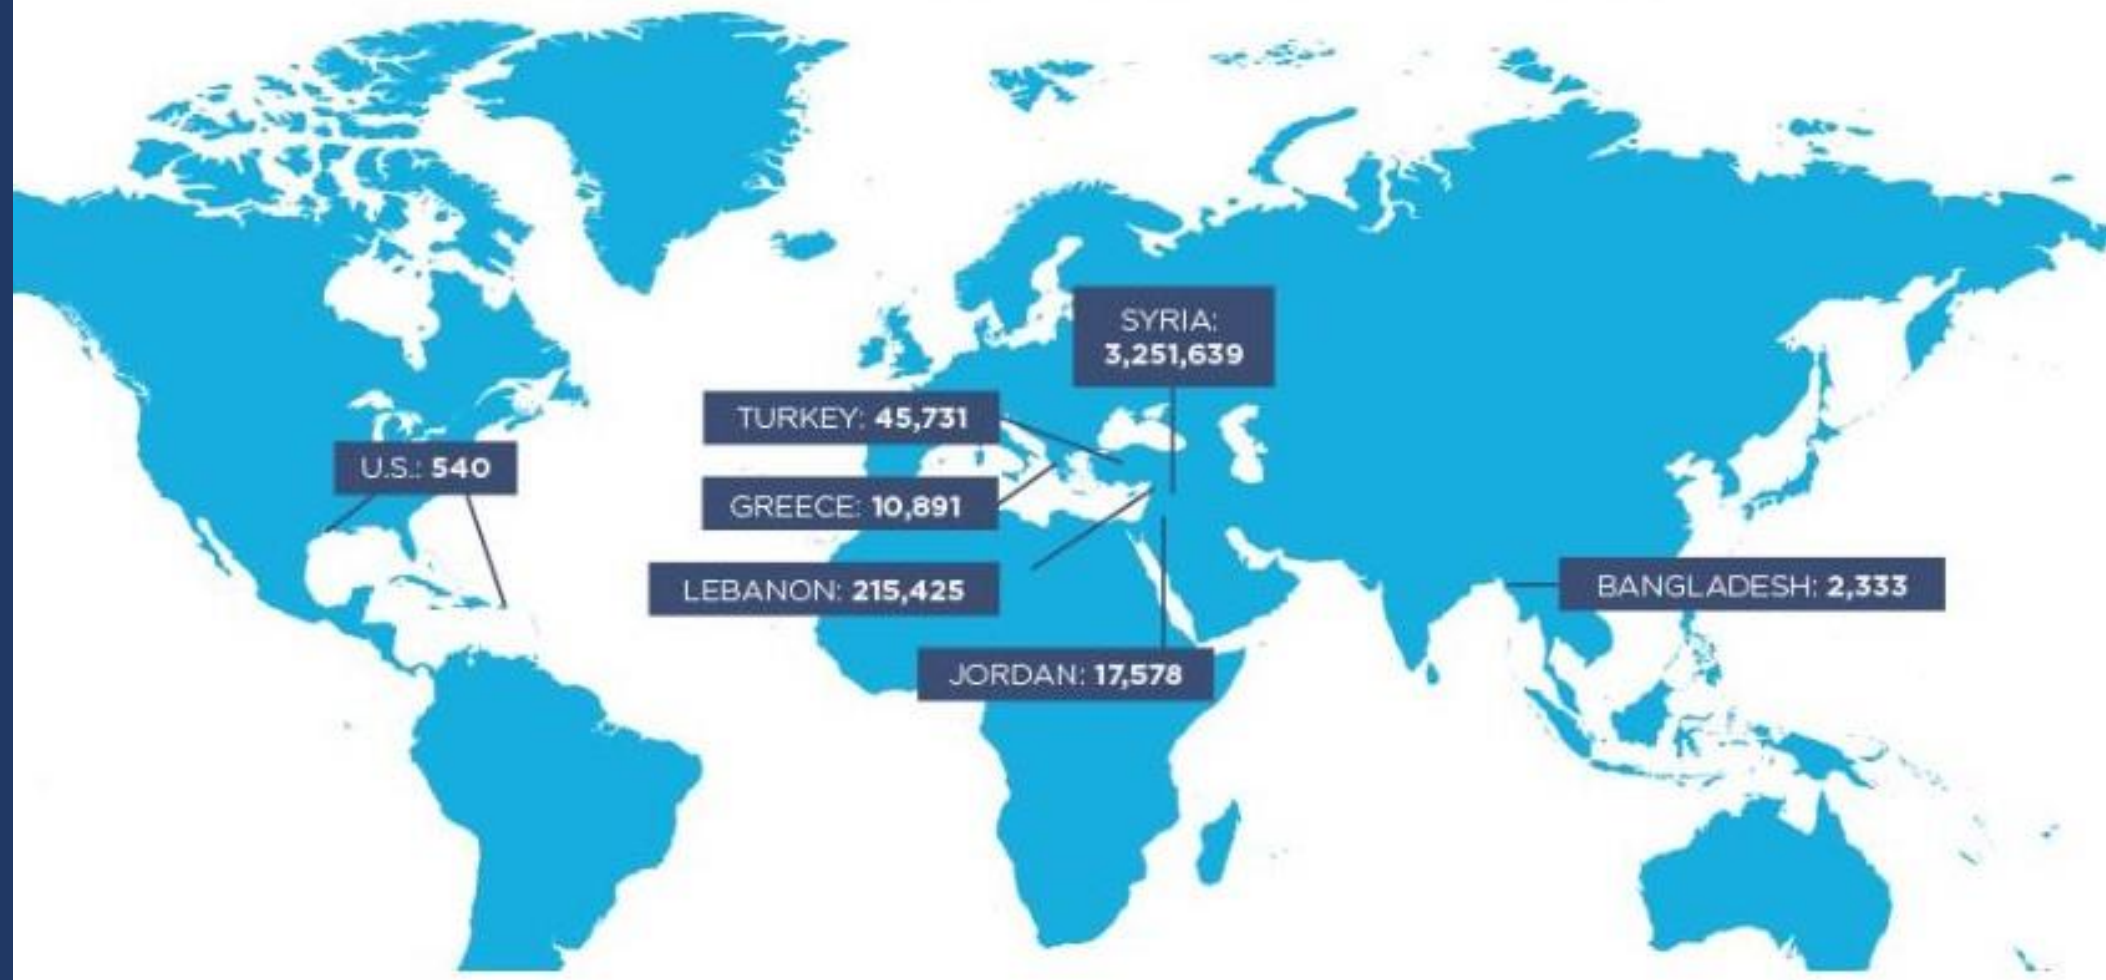 SYRIA:
3,251,639
TURKEY: 45,731
U.S.: 540
GREECE: 10,891
LEBANON: 215,425
BANGLADESH: 2,333
JORDAN: 17,578